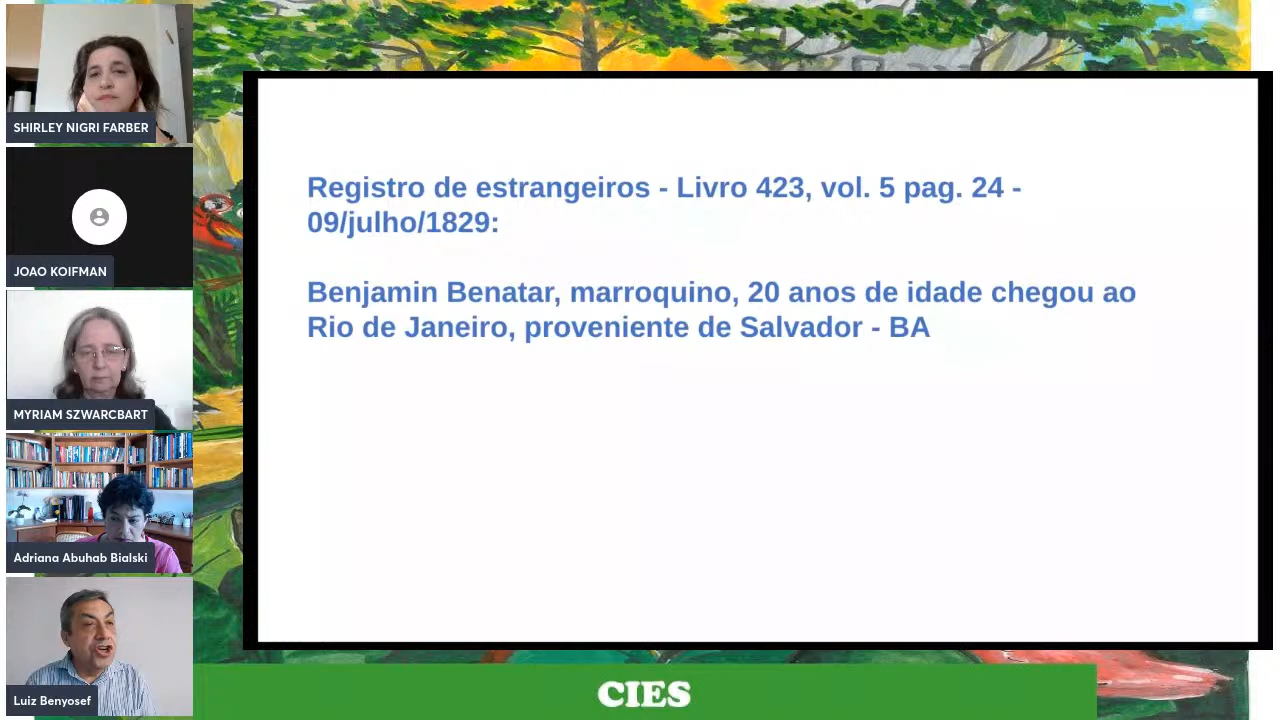 SHIRLEY NIGRI FARBER
JOAO KOIFMAN
MYRIAM SZWARCBART
Adriana Abuhab Bialski
Luiz Benyosef
Registro de estrangeiros - Livro 423, vol. 5 pag. 24 -
09/julho/1829:
Benjamin Benatar, marroquino, 20 anos de idade chegou ao
Rio de Janeiro, proveniente de Salvador - BA
CIES